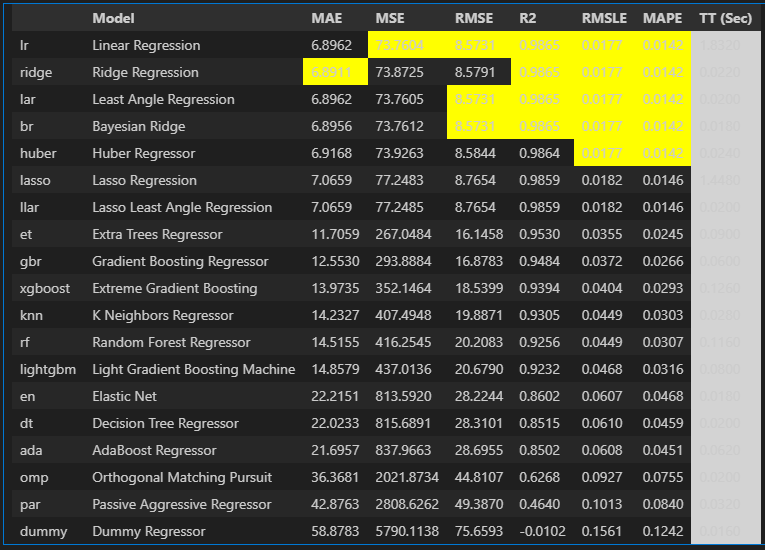 Model MAE MSE RMSE R2 RMSLE MAPE TT (Sec)
lr Linear Regression 6.8962 73.7604 8.5731 0.9865 0.0177 0.0142 1.8320
ridge Ridge Regression 6.8911 73.8725 8.5791 0.9865 0.0177 0.0142 0.0220
lar Least Angle Regression 6.8962 73.7605 8.5731 0.9865 0.0177 0.0142 0.0200
br Bayesian Ridge 6.8956 73.7612 8.5731 0.9865 0.0177 0.0142 0.0180
huber Huber Regressor 6.9168 73.9263 8.5844 0.9864 0.0177 0.0142 0.0240
lasso Lasso Regression 7.0659 77.2483 8.7654 0.9859 0.0182 0.0146
llar Lasso Least Angle Regression 7.0659 77.2485 8.7654 0.9859 0.0182 0.0146 0.0200
et Extra Trees Regressor 11.7059 267.0484 16.1458 0.9530 0.0355 0.0245 0.0900
gbr Gradient Boosting Regressor 12.5530 293.8884 16.8783 0.9484 0.0372 0.0266 0.0600
xgboost Extreme Gradient Boosting 13.9735 352.1464 18.5399 0.9394 0.0404 0.0293 0.1260
knn K Neighbors Regressor 14.2327 407.4948 19.8871 0.9305 0.0449 0.0303 0.0280
rf Random Forest Regressor 14.5155 416.2545 20.2083 0.9256 0.0449 0.0307 0.1160
lightgbm Light Gradient Boosting Machine 14.8579 437.0136 20.6790 0.9232 0.0468 0.0316 0.0800
en Elastic Net 22.2151 813.5920 28.2244 0.8602 0.0607 0.0468 0.0180
dt Decision Tree Regressor 22.0233 815.6891 28.3101 0.8515 0.0610 0.0459 0.0200
ada AdaBoost Regressor 21.6957 837.9663 28.6955 0.8502 0.0608 0.0451 0.0620
omp Orthogonal Matching Pursuit 36.3681 2021.8734 44.8107 0.6268 0.0927 0.0755 0.0200
par Passive Aggressive Regressor 42.8763 2808.6262 49.3870 0.4640 0.1013 0.0840 0.0320
dummy Dummy Regressor 58.8783 5790.1138 75.6593 -0.0102 0.1561 0.1242 0.0160